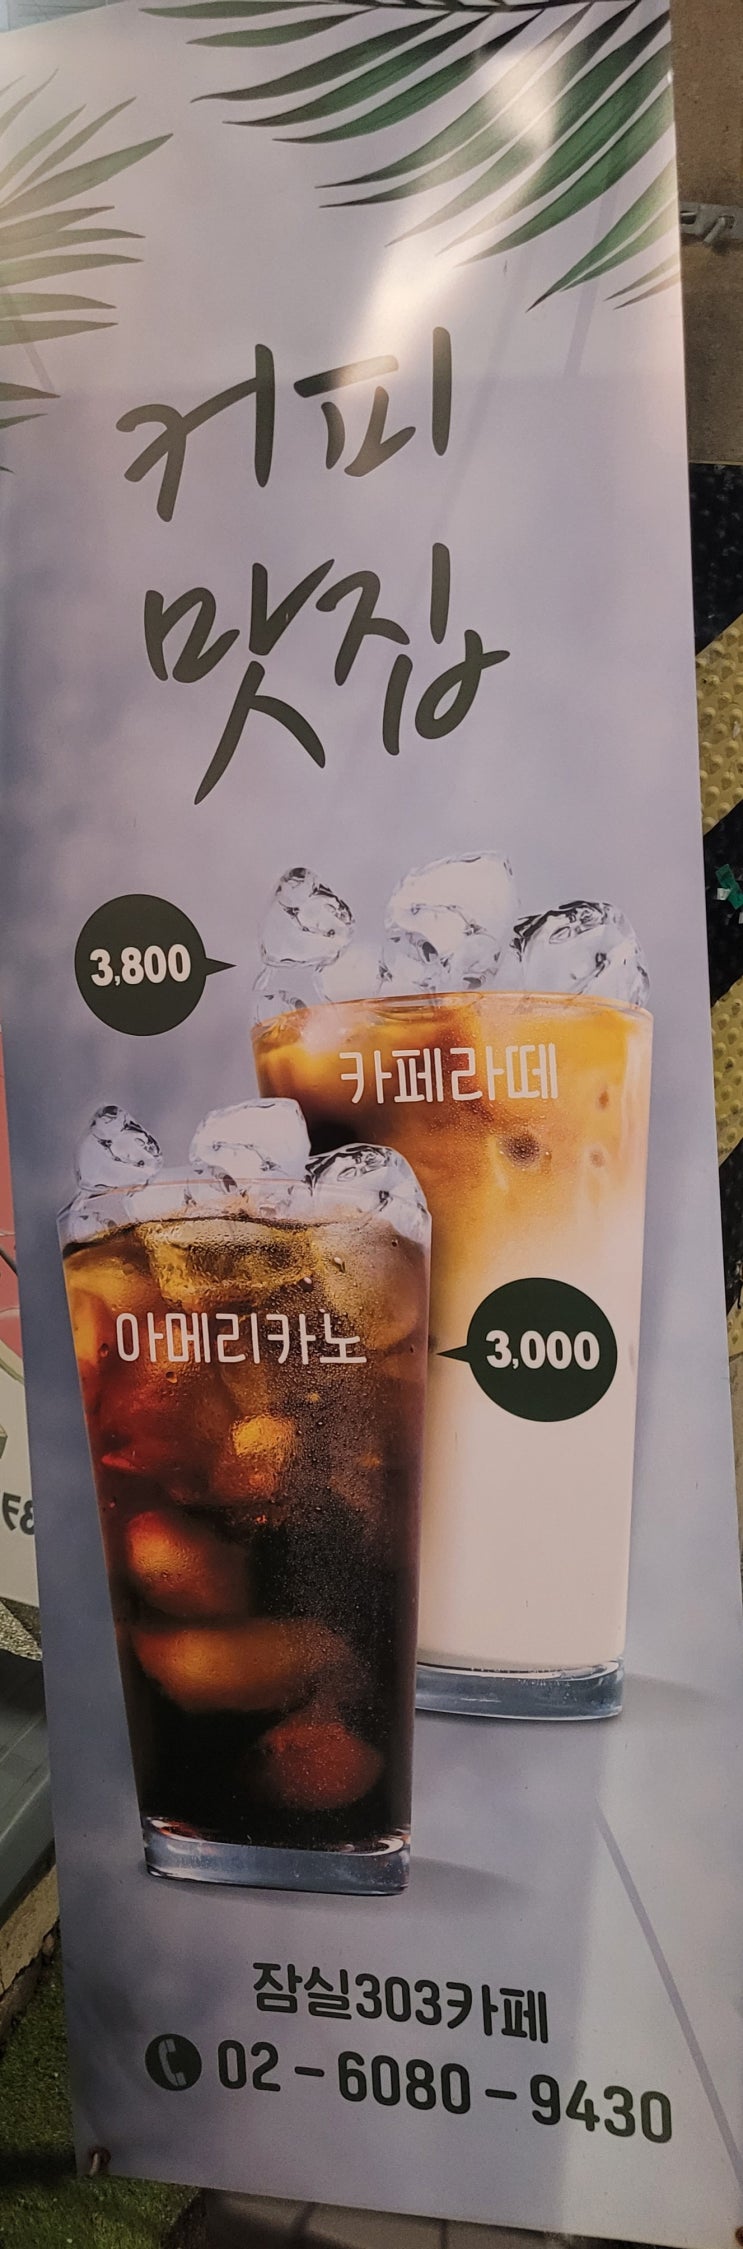 커피
맛집
3,800
카페라떼
아메리카노
3,000
잠실303카페
02-6080-9430